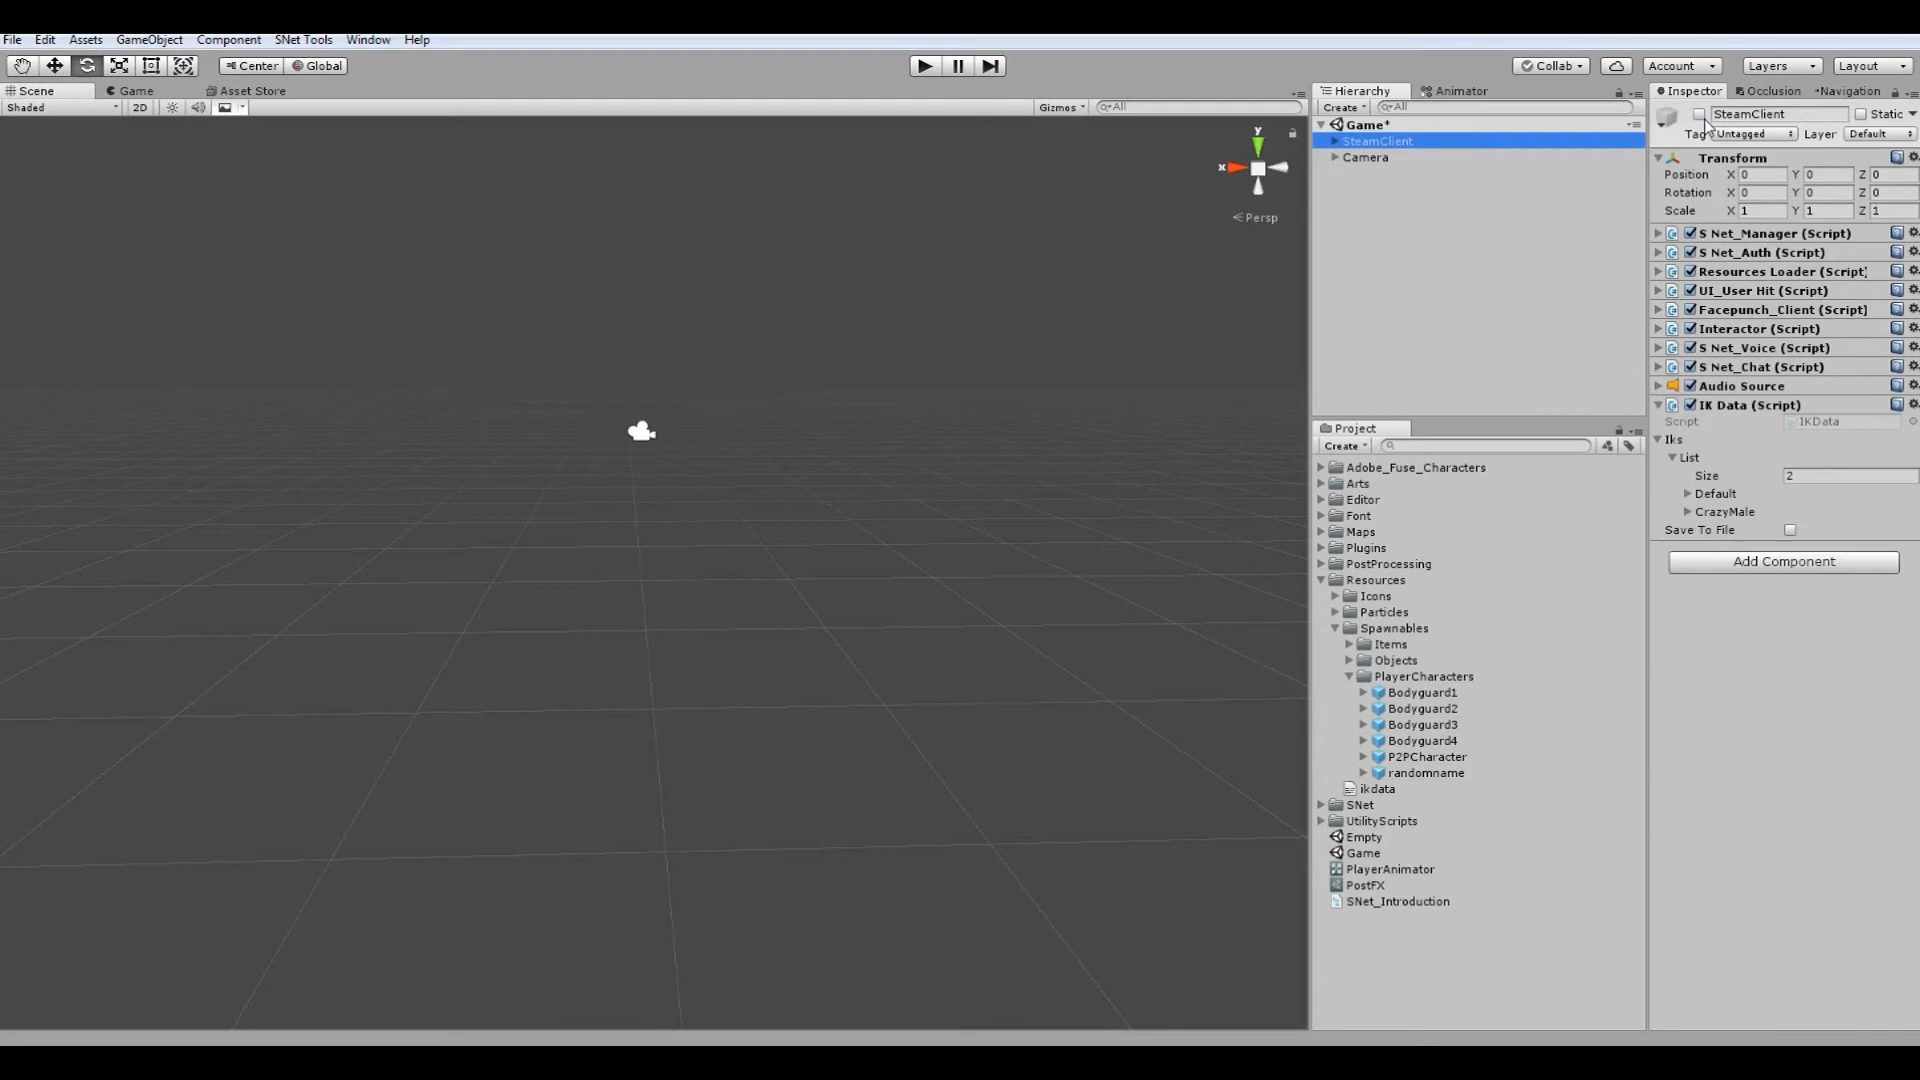 File Edit Assets GameObject Component SNet Tools Window Help
Center Global Collab Account Layers Layout
Scene Game Asset Store
Shaded 2D Gizmos All
y
x
Persp
Hierarchy Animator
Create All
Game*
SteamClient
Camera
Project
Create
Adobe_Fuse_Characters
Arts
Editor
Font
Maps
Plugins
PostProcessing
Resources
Icons
Particles
Spawnables
Items
Objects
PlayerCharacters
Bodyguard1
Bodyguard2
Bodyguard3
Bodyguard4
P2PCharacter
randomname
ikdata
SNet
UtilityScripts
Empty
Game
PlayerAnimator
PostFX
SNet_Introduction
Inspector Occlusion Navigation
SteamClient Static
Tag Untagged Layer Default
Transform
Position X 0 Y 0 Z 0
Rotation X 0 Y 0 Z 0
Scale X 1 Y 1 Z 1
S Net_Manager (Script)
S Net_Auth (Script)
Resources Loader (Script)
UI_User Hit (Script)
Facepunch_Client (Script)
Interactor (Script)
S Net_Voice (Script)
S Net_Chat (Script)
Audio Source
IK Data (Script)
Script IKData
Iks
List
Size 2
Default
CrazyMale
Save To File
Add Component